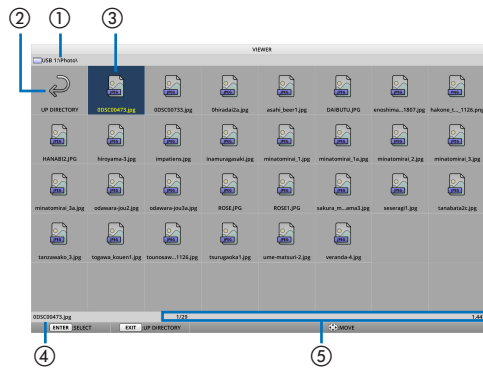 ② ① ③
VIEWER
USB 1:\Photo\
UP DIRECTORY 0DSC00473.jpg 0DSC00733.jpg 0hiradai2a.jpg asahi_beer1.jpg DAIBUTU.JPG enoshima...1807.jpg hakone_t..._1126.png
HANABI2.JPG hiroyama-3.jpg impatiens.jpg inamuragasaki.jpg minatomirai_1.jpg minatomirai_1a.jpg minatomirai_2.jpg minatomirai_3.jpg
minatomirai_3a.jpg odawara-jou2.jpg odawara-jou3a.jpg ROSE.JPG ROSE1.JPG sakura_m...ama3.jpg seseragi1.jpg tanabata2c.jpg
tanzawako_3.jpg togawa_kouen1.jpg tounosaw...1126.jpg tsurugaoka1.jpg ume-matsuri-2.jpg veranda-4.jpg
0DSC00473.jpg 1/29 1.44
ENTER SELECT EXIT UP DIRECTORY MOVE
④ ⑤